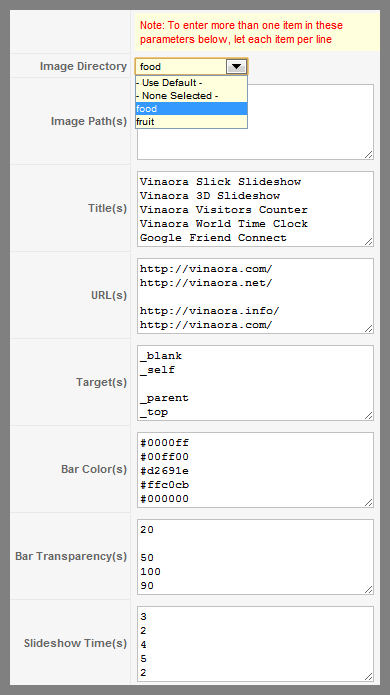 Note: To enter more than one item in these
parameters below, let each item per line
Image Directory
food
- Use Default -
- None Selected -
food
fruit
Image Path(s)
Title(s)
Vinaora Slick Slideshow
Vinaora 3D Slideshow
Vinaora Visitors Counter
Vinaora World Time Clock
Google Friend Connect
URL(s)
http://vinaora.com/
http://vinaora.net/
http://vinaora.info/
http://vinaora.com/
Target(s)
_blank
_self
_parent
_top
Bar Color(s)
#0000ff
#00ff00
#d2691e
#ffc0cb
#000000
Bar Transparency(s)
20
50
100
90
Slideshow Time(s)
3
2
4
5
2